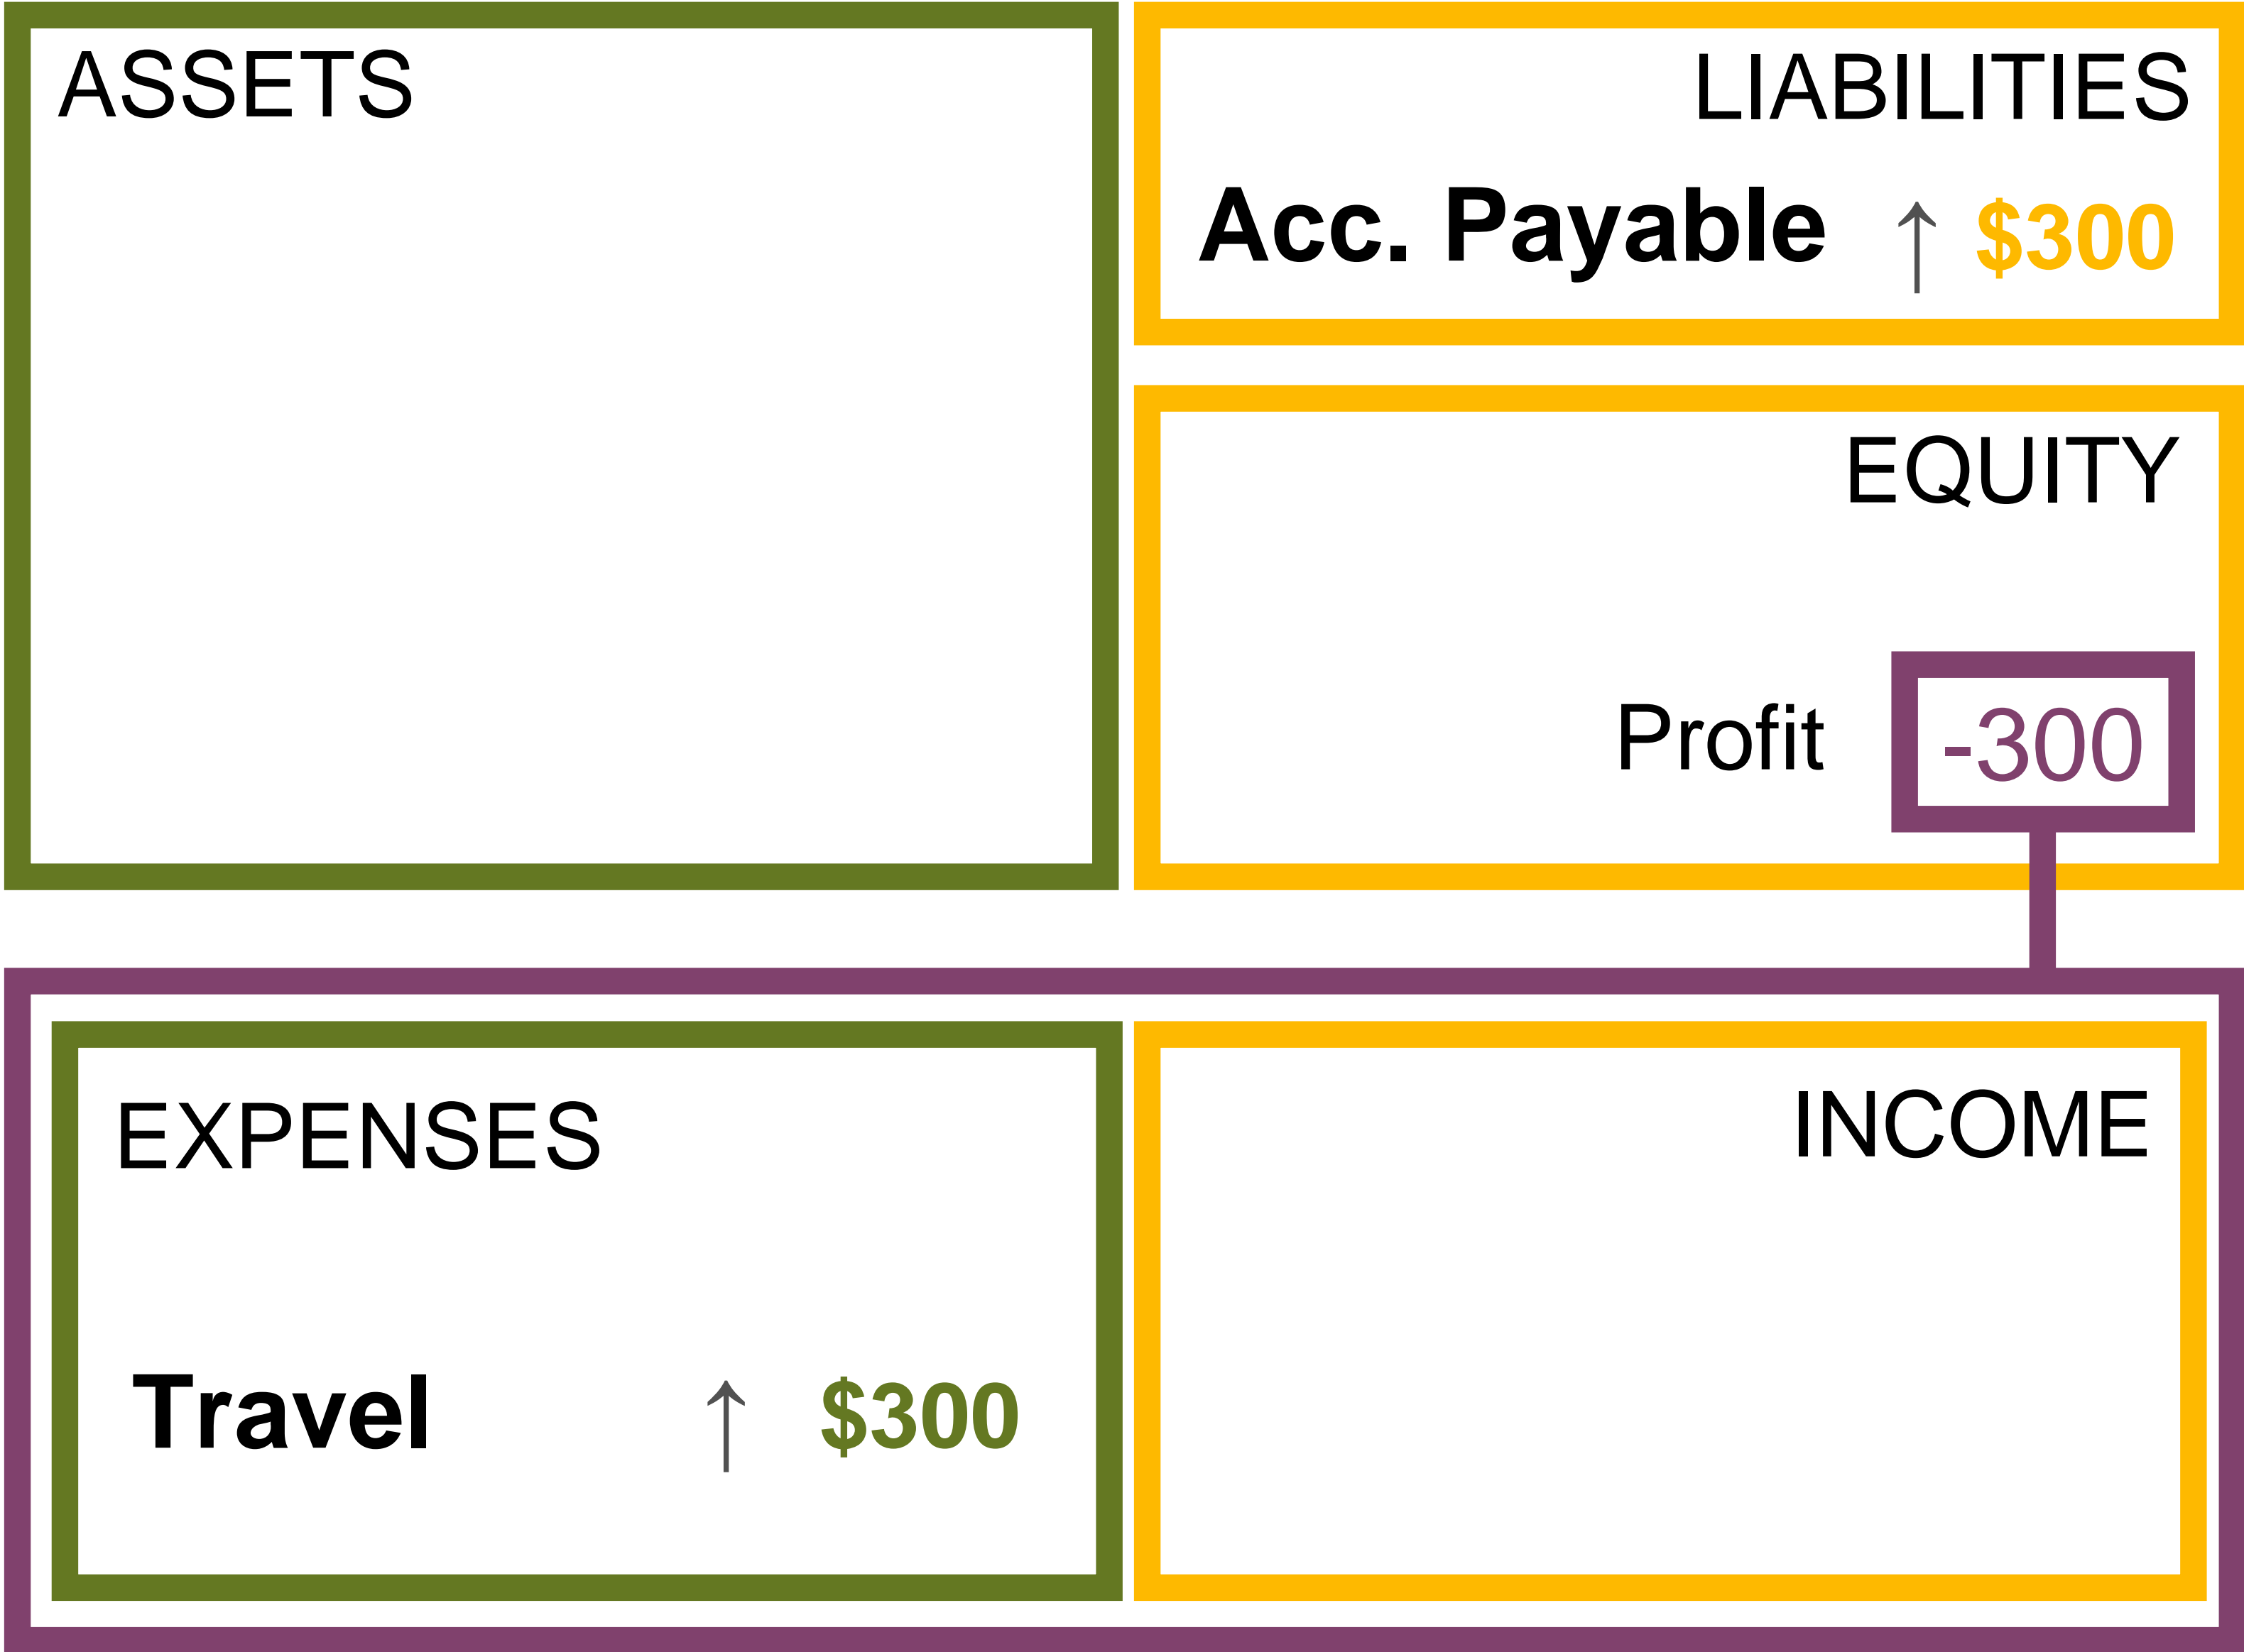 ASSETS
LIABILITIES
Acc. Payable ↑ $300
EQUITY
Profit -300
EXPENSES
INCOME
Travel ↑ $300